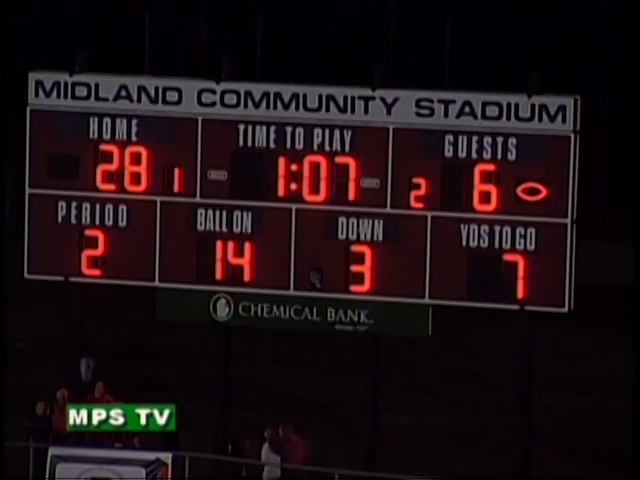 MIDLAND COMMUNITY STADIUM
HOME TIME TO PLAY GUESTS
28 1 1:07 2 6
PERIOD BALL ON DOWN YDS TO GO
2 14 3 7
CHEMICAL BANK
MPS TV